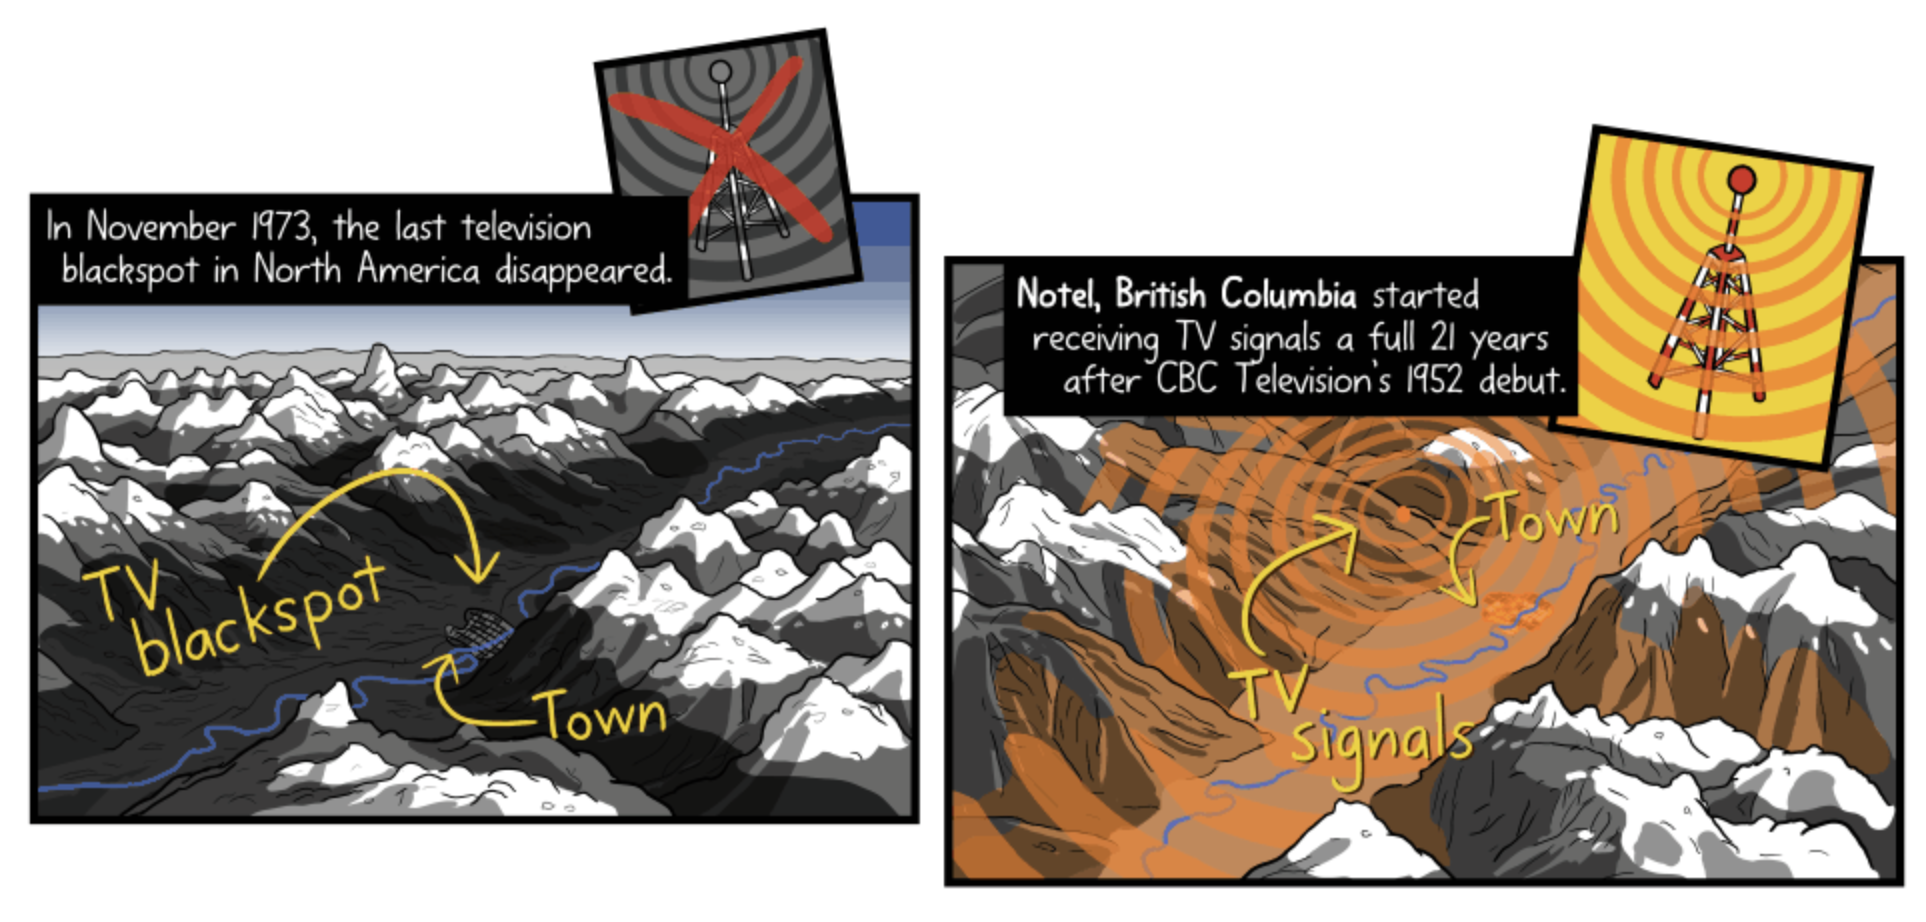 In November 1973, the last television
blackspot in North America disappeared.
TV
blackspot
Town
Notel, British Columbia started
receiving TV signals a full 21 years
after CBC Television's 1952 debut.
Town
TV
signals